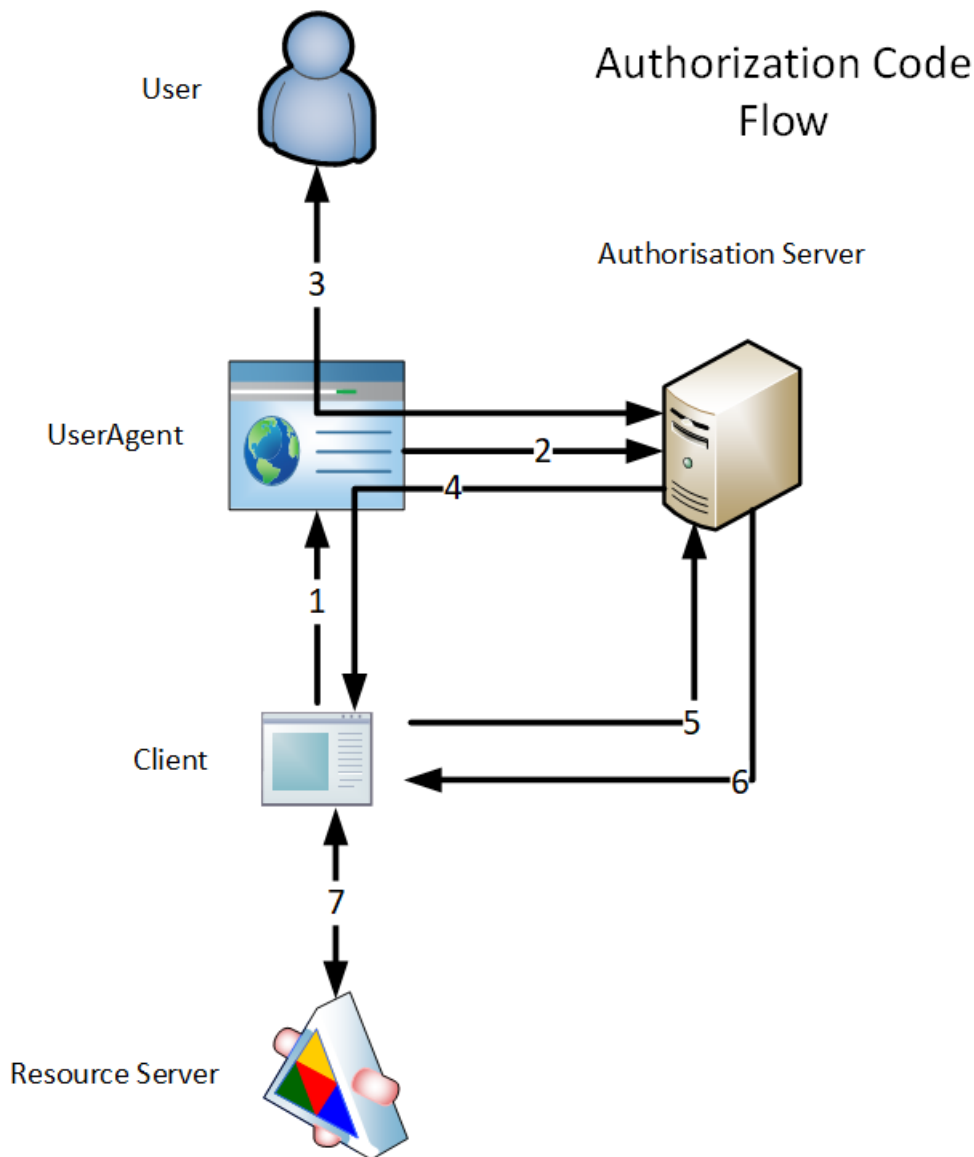 User
Authorization Code
Flow
Authorisation Server
3
UserAgent
2
4
1
Client
5
6
7
Resource Server